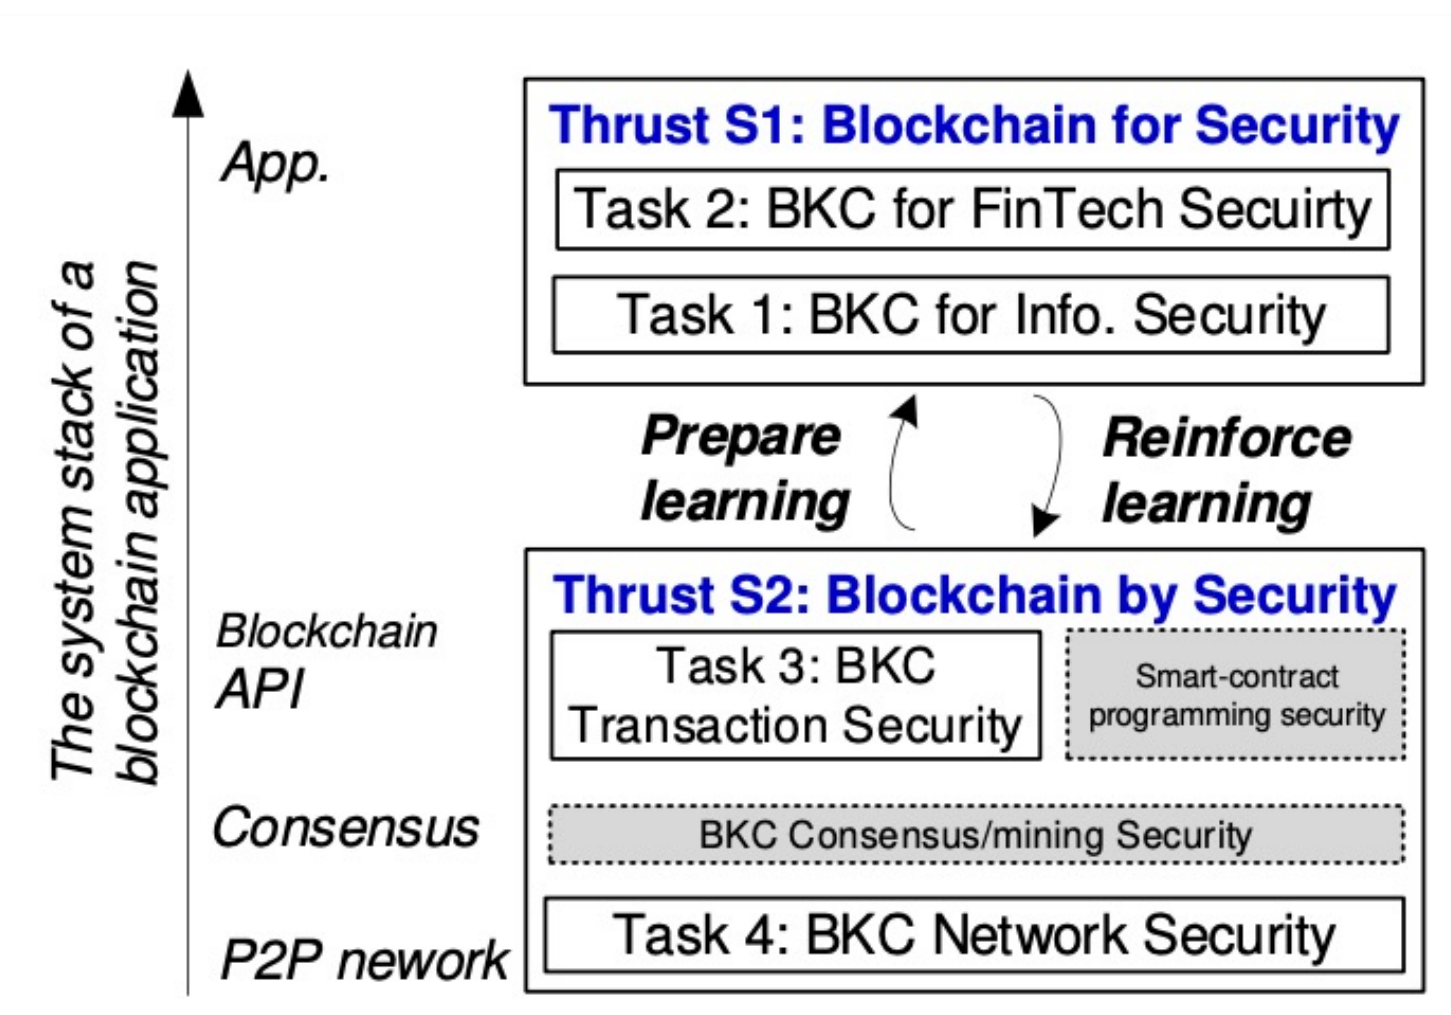 The system stack of a
blockchain application
App.
Thrust S1: Blockchain for Security
Task 2: BKC for FinTech Secuirty
Task 1: BKC for Info. Security
Prepare
learning
Reinforce
learning
Thrust S2: Blockchain by Security
Blockchain
API
Task 3: BKC
Transaction Security
Smart-contract
programming security
Consensus
BKC Consensus/mining Security
P2P nework
Task 4: BKC Network Security